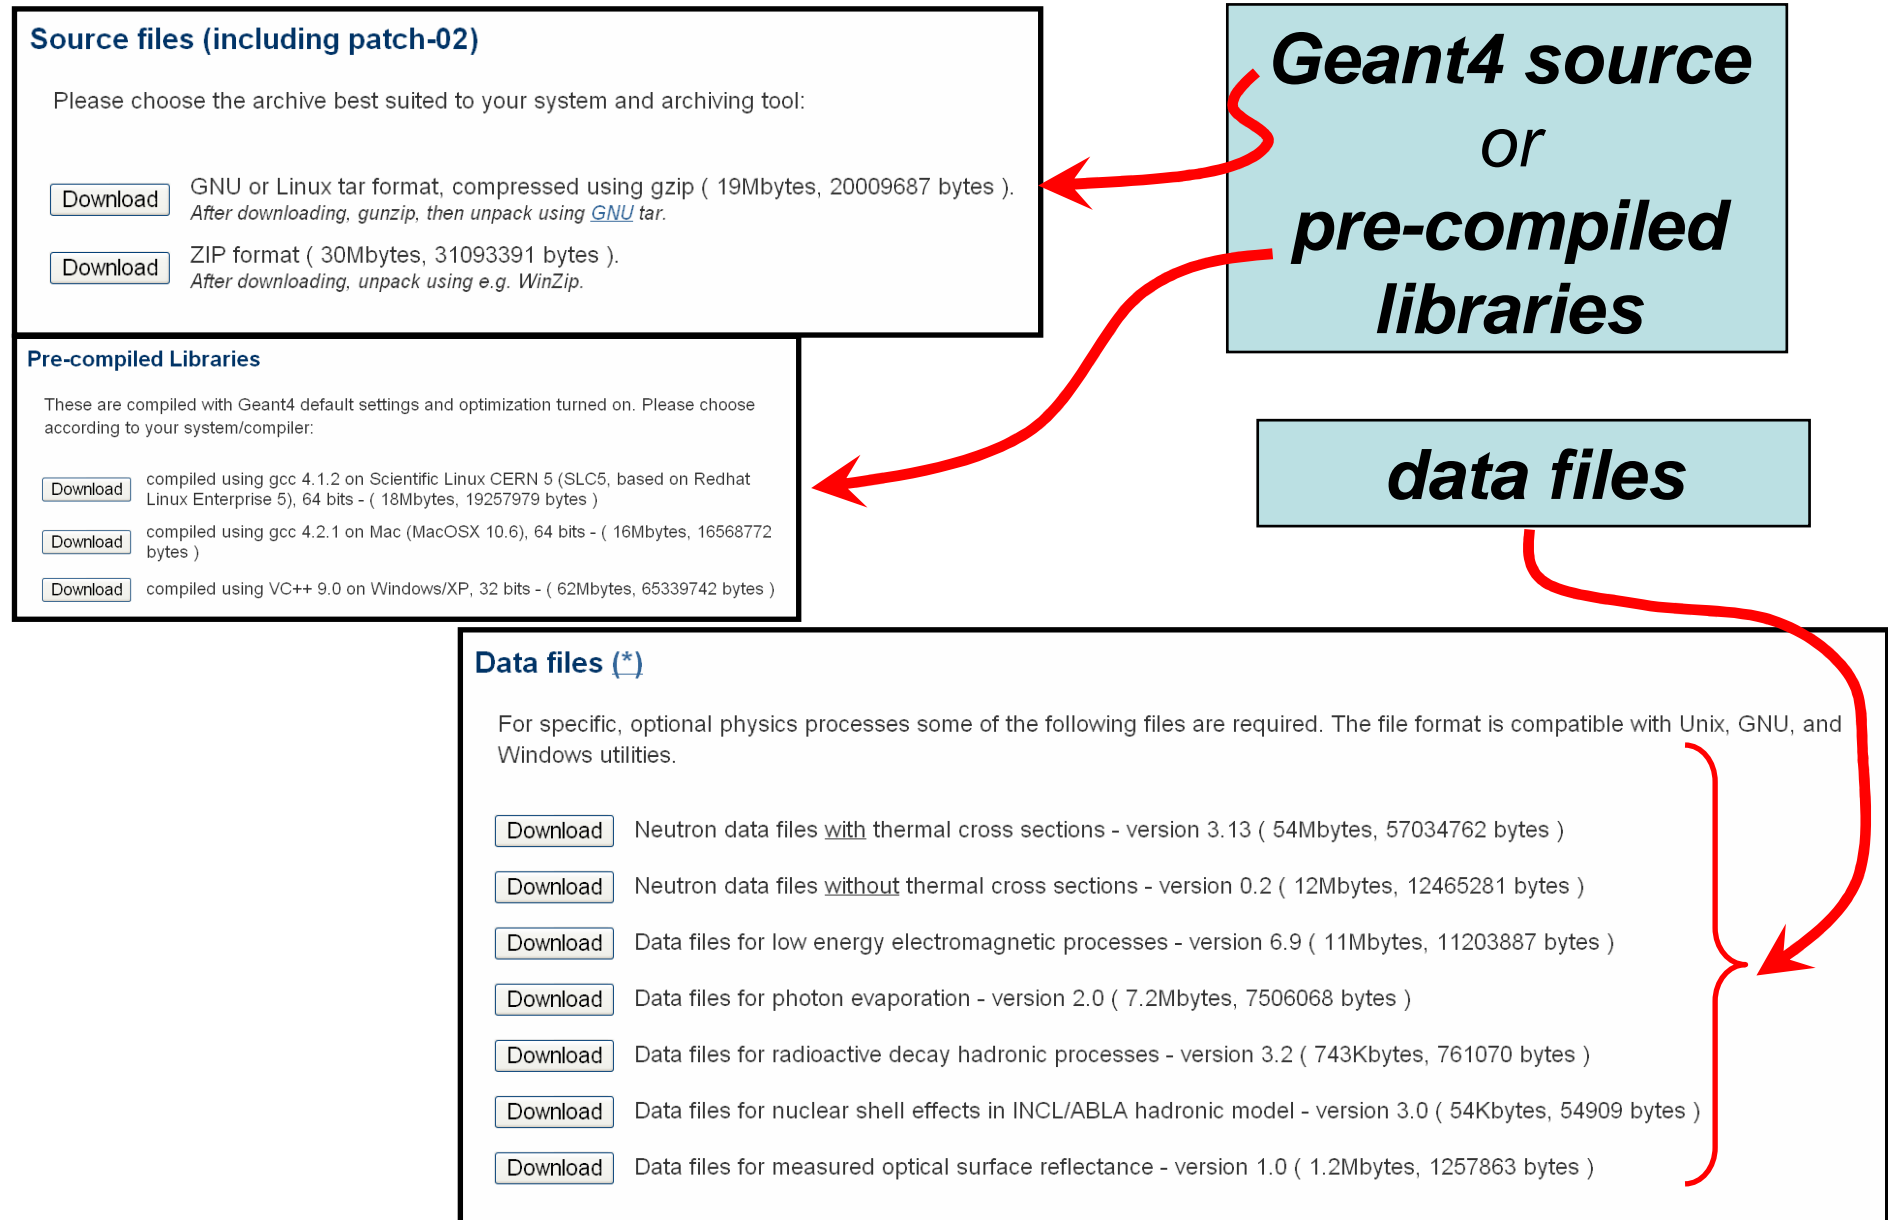 Source files (including patch-02)
Please choose the archive best suited to your system and archiving tool:
Download
GNU or Linux tar format, compressed using gzip ( 19Mbytes, 20009687 bytes ).
After downloading, gunzip, then unpack using GNU tar.
Download
ZIP format ( 30Mbytes, 31093391 bytes ).
After downloading, unpack using e.g. WinZip.
Geant4 source
or
pre-compiled
libraries
Pre-compiled Libraries
These are compiled with Geant4 default settings and optimization turned on. Please choose
according to your system/compiler:
Download
compiled using gcc 4.1.2 on Scientific Linux CERN 5 (SLC5, based on Redhat
Linux Enterprise 5), 64 bits - ( 18Mbytes, 19257979 bytes )
Download
compiled using gcc 4.2.1 on Mac (MacOSX 10.6), 64 bits - ( 16Mbytes, 16568772
bytes )
Download
compiled using VC++ 9.0 on Windows/XP, 32 bits - ( 62Mbytes, 65339742 bytes )
data files
Data files (*)
For specific, optional physics processes some of the following files are required. The file format is compatible with Unix, GNU, and
Windows utilities.
Download
Neutron data files with thermal cross sections - version 3.13 ( 54Mbytes, 57034762 bytes )
Download
Neutron data files without thermal cross sections - version 0.2 ( 12Mbytes, 12465281 bytes )
Download
Data files for low energy electromagnetic processes - version 6.9 ( 11Mbytes, 11203887 bytes )
Download
Data files for photon evaporation - version 2.0 ( 7.2Mbytes, 7506068 bytes )
Download
Data files for radioactive decay hadronic processes - version 3.2 ( 743Kbytes, 761070 bytes )
Download
Data files for nuclear shell effects in INCL/ABLA hadronic model - version 3.0 ( 54Kbytes, 54909 bytes )
Download
Data files for measured optical surface reflectance - version 1.0 ( 1.2Mbytes, 1257863 bytes )